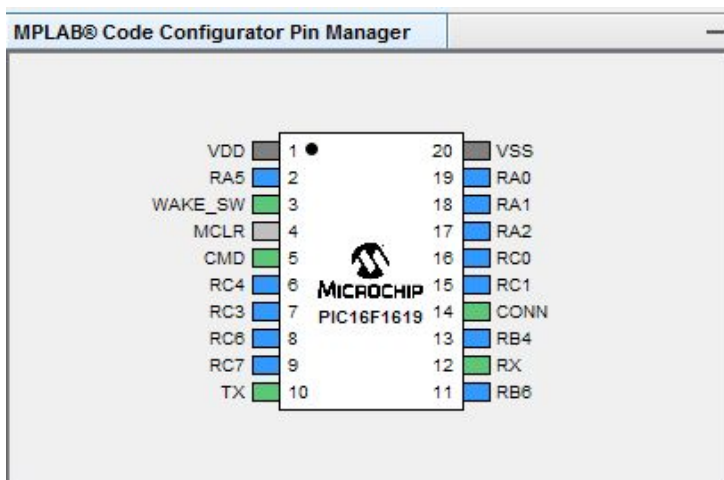 MPLAB® Code Configurator Pin Manager
VDD 1 20 VSS
RA5 2 19 RA0
WAKE_SW 3 18 RA1
MCLR 4 17 RA2
CMD 5 16 RC0
RC4 6 MICROCHIP 15 RC1
RC3 7 PIC16F1619 14 CONN
RC6 8 13 RB4
RC7 9 12 RX
TX 10 11 RB6